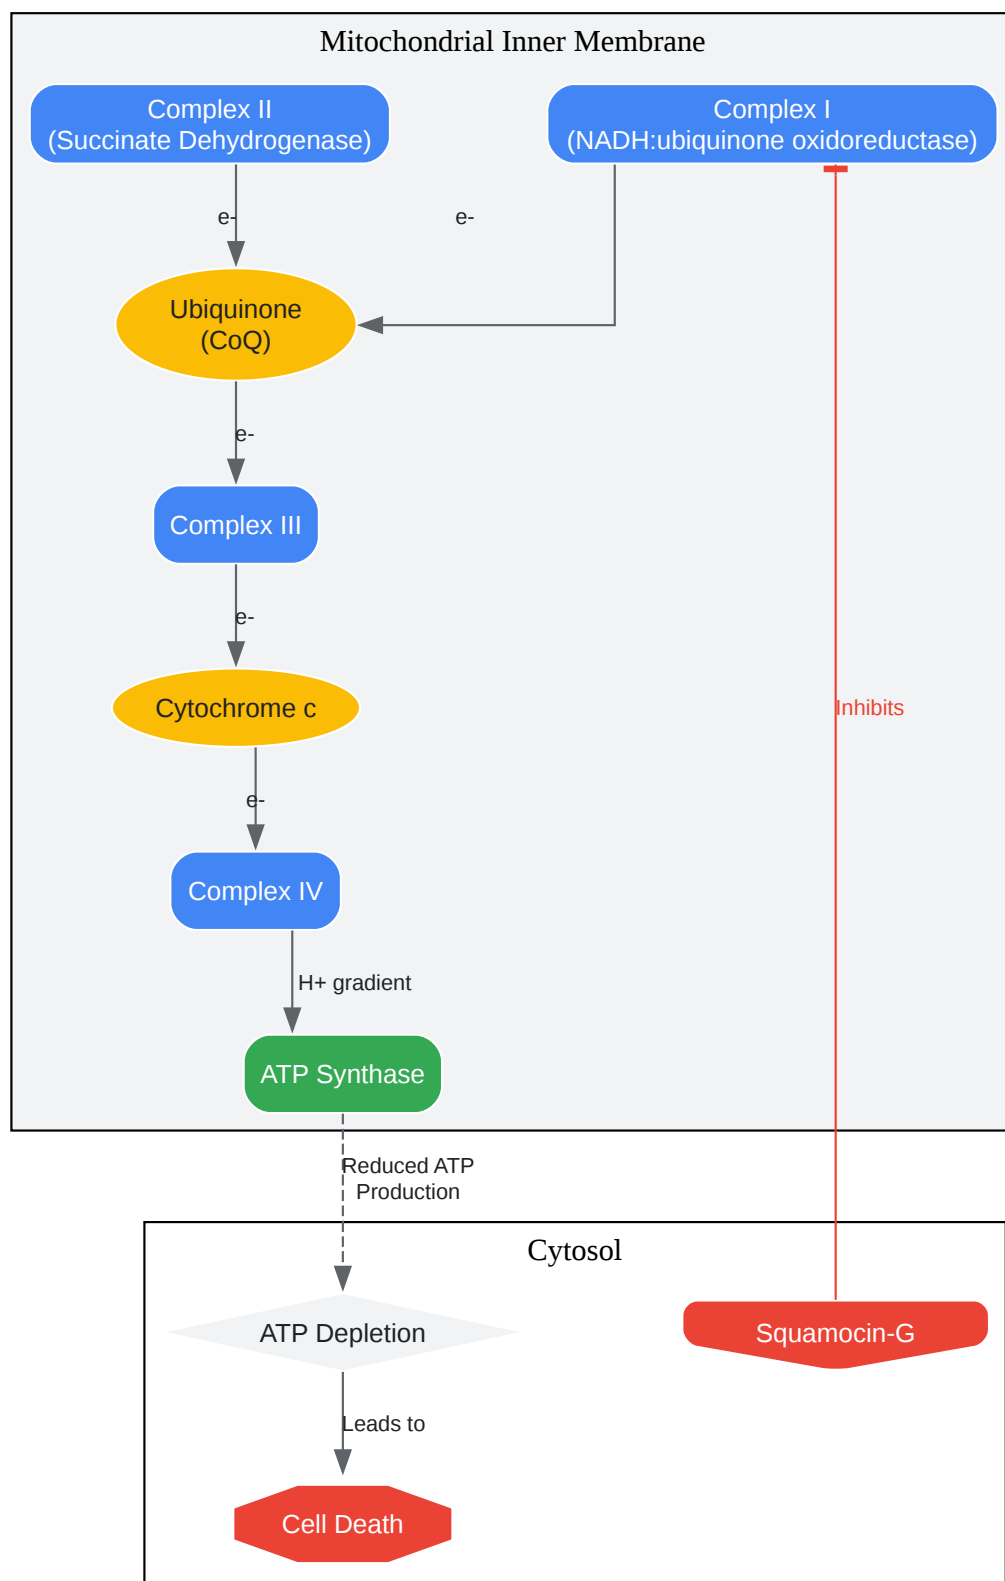 Mitochondrial Inner Membrane
Complex II
(Succinate Dehydrogenase)
Complex I
(NADH:ubiquinone oxidoreductase)
e-
e-
Ubiquinone
(CoQ)
e-
Complex III
e-
Cytochrome c
Inhibits
e-
Complex IV
H+ gradient
ATP Synthase
Reduced ATP
Production
Cytosol
ATP Depletion
Squamocin-G
Leads to
Cell Death